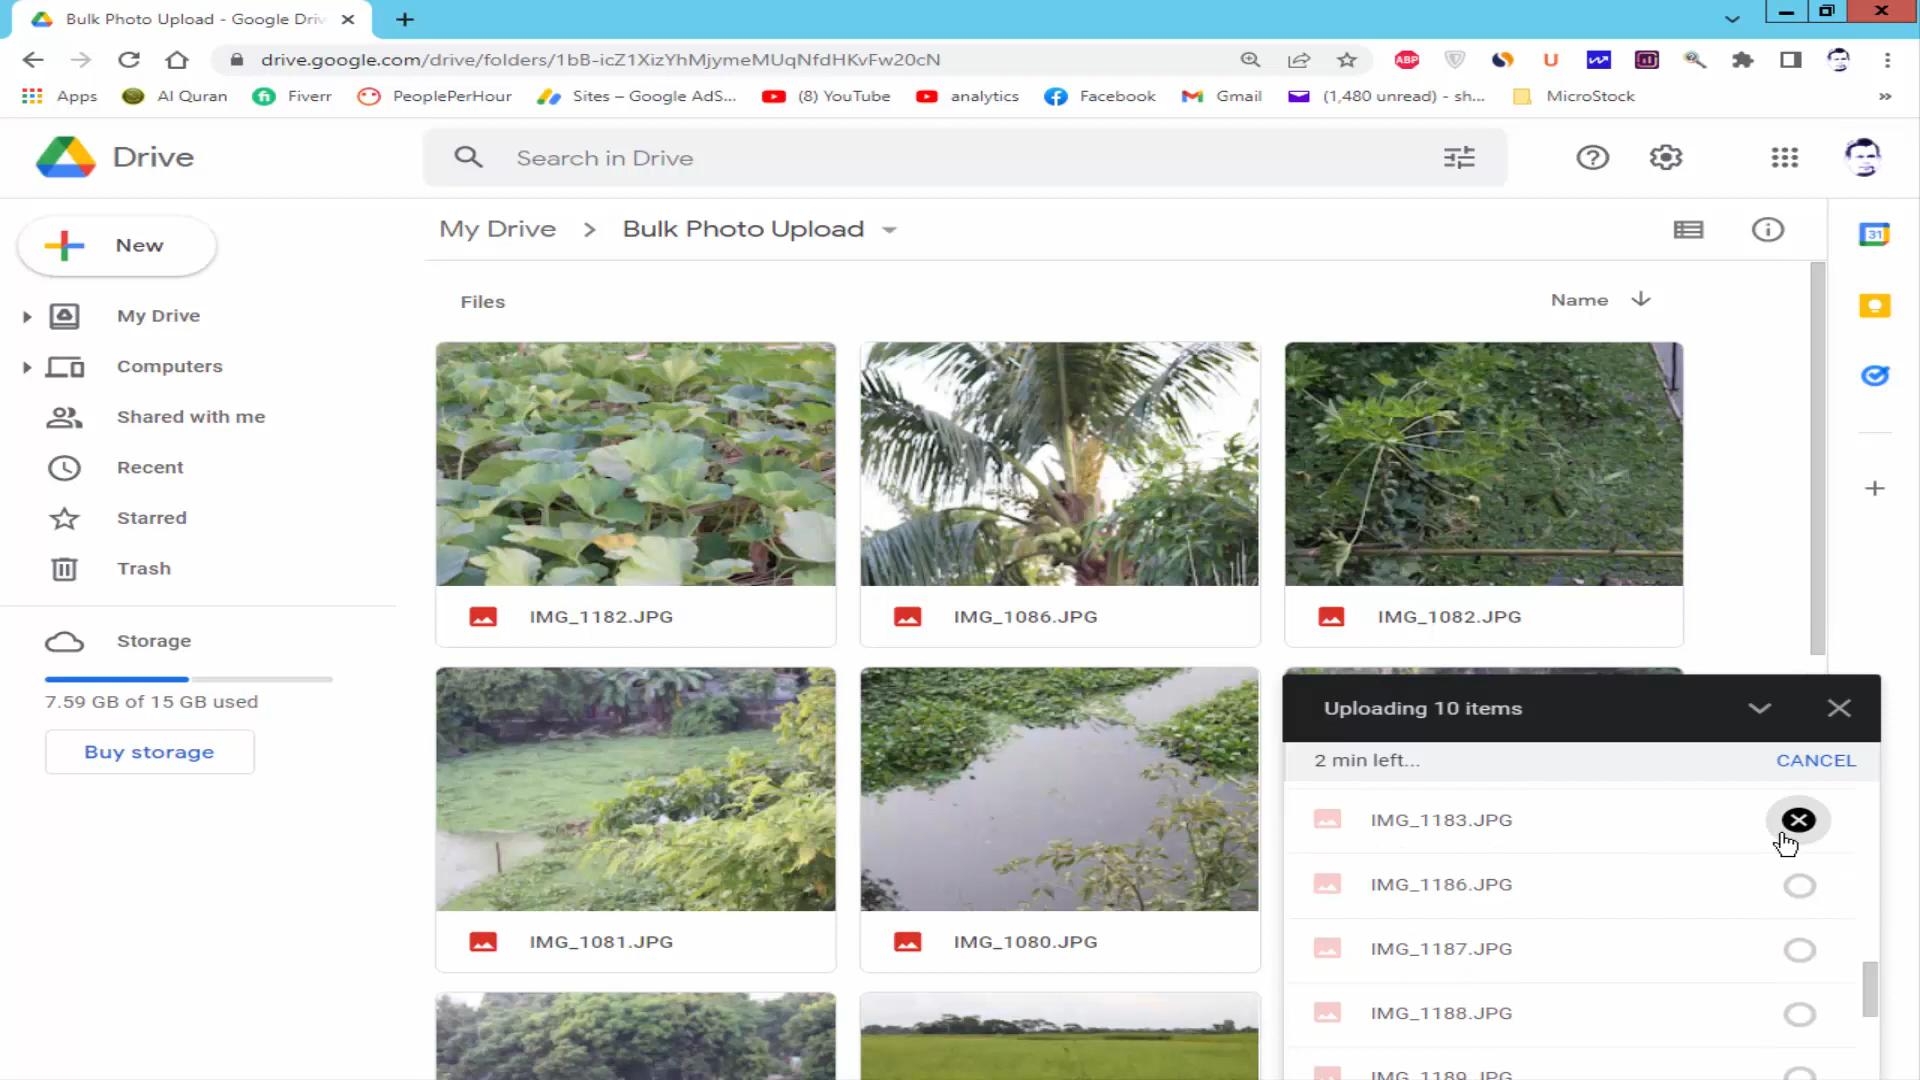 Bulk Photo Upload - Google Driv
drive.google.com/drive/folders/1bB-icZ1XizYhMjymeMUqNfdHKvFw20cN
ABP
U
Apps
Al Quran
Fiverr
PeoplePerHour
Sites – Google AdS...
(8) YouTube
analytics
Facebook
Gmail
(1,480 unread) - sh...
MicroStock
»
Drive
Search in Drive
New
My Drive
Computers
Shared with me
Recent
Starred
Trash
Storage
7.59 GB of 15 GB used
Buy storage
My Drive > Bulk Photo Upload
Files
Name
IMG_1182.JPG
IMG_1086.JPG
IMG_1082.JPG
IMG_1081.JPG
IMG_1080.JPG
Uploading 10 items
2 min left...
CANCEL
IMG_1183.JPG
IMG_1186.JPG
IMG_1187.JPG
IMG_1188.JPG
IMG_1189.JPG
31